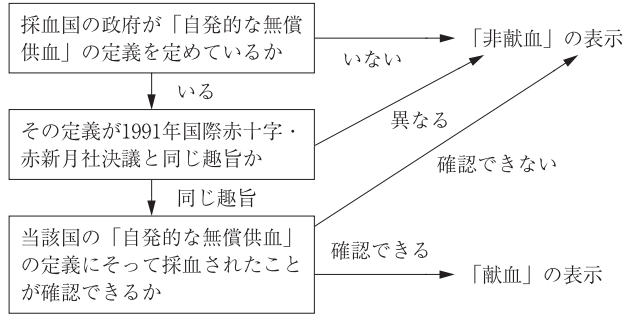 採血国の政府が「自発的な無償
供血」の定義を定めているか
いない
「非献血」の表示
いる
その定義が1991年国際赤十字・
赤新月社決議と同じ趣旨か
異なる
確認できない
同じ趣旨
当該国の「自発的な無償供血」
の定義にそって採血されたこと
が確認できるか
確認できる
「献血」の表示